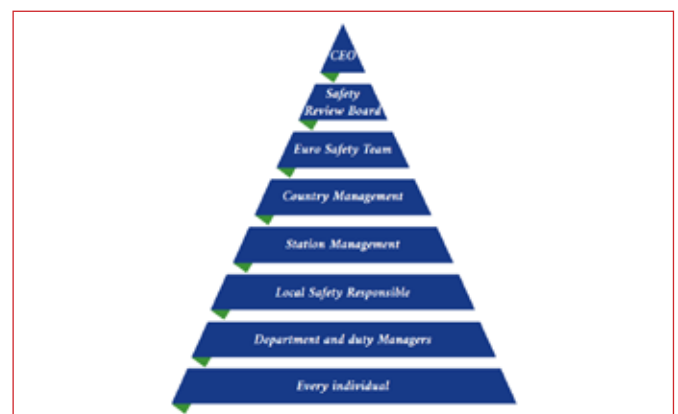 CEO
Safety
Review Board
Euro Safety Team
Country Management
Station Management
Local Safety Responsible
Department and duty Managers
Every individual